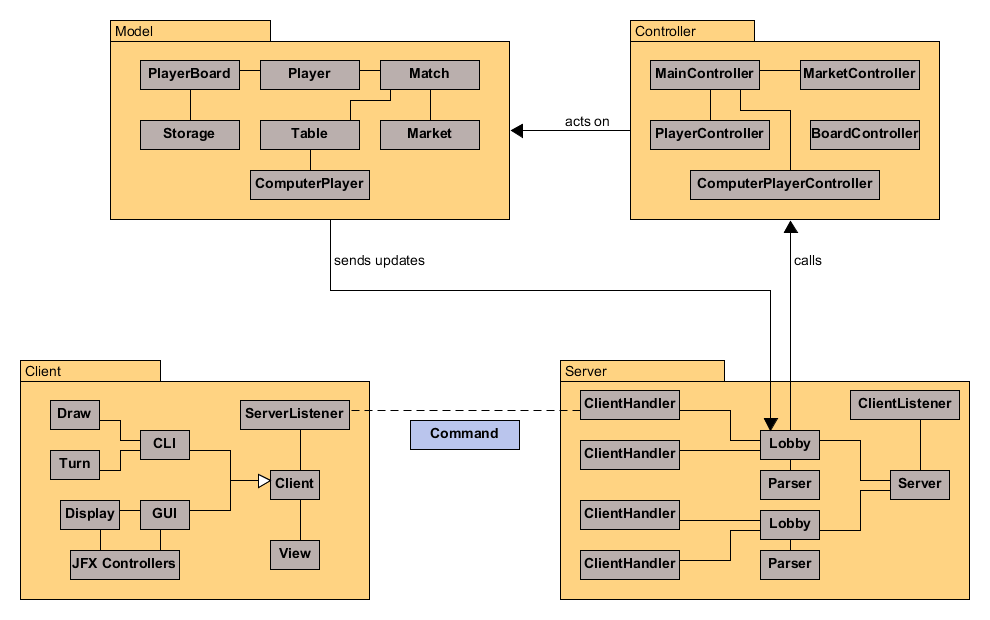 Model
PlayerBoard
Player
Match
Storage
Table
Market
ComputerPlayer
Controller
MainController
MarketController
PlayerController
BoardController
ComputerPlayerController
acts on
sends updates
calls
Client
Draw
CLI
Turn
Display
GUI
JFX Controllers
ServerListener
Client
View
Command
Server
ClientHandler
ClientListener
Lobby
ClientHandler
Parser
Server
ClientHandler
Lobby
ClientHandler
Parser